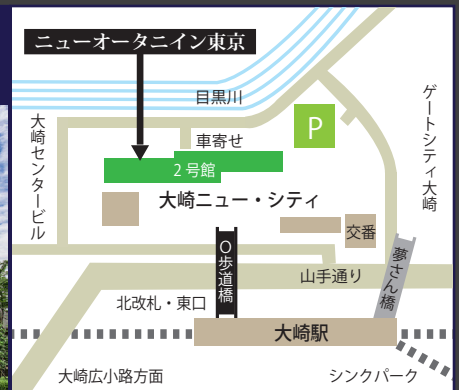 ニューオータニイン東京
目黒川
ゲートシティ大崎
大崎センタービル
車寄せ
P
2号館
大崎ニュー・シティ
交番
O歩道橋
夢さん橋
山手通り
北改札・東口
大崎駅
大崎広小路方面
シンクパーク